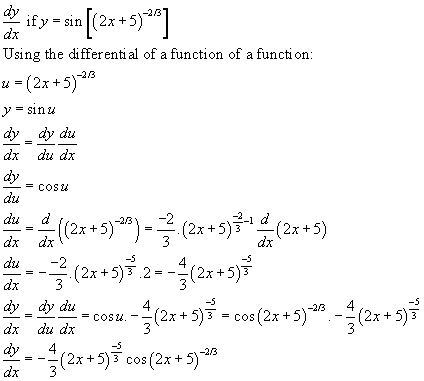 dy/dx if y = sin[(2x+5)^{-2/3}]
Using the differential of a function of a function:
u = (2x+5)^{-2/3}
y = sin u
dy/dx = dy/du du/dx
dy/du = cos u
du/dx = d/dx((2x+5)^{-2/3}) = -2/3.(2x+5)^{-2/3-1} d/dx(2x+5)
du/dx = --2/3.(2x+5)^{-5/3}.2 = -4/3(2x+5)^{-5/3}
dy/dx = dy/du du/dx = cos u.-4/3(2x+5)^{-5/3} = cos(2x+5)^{-2/3}.-4/3(2x+5)^{-5/3}
dy/dx = -4/3(2x+5)^{-5/3} cos(2x+5)^{-2/3}